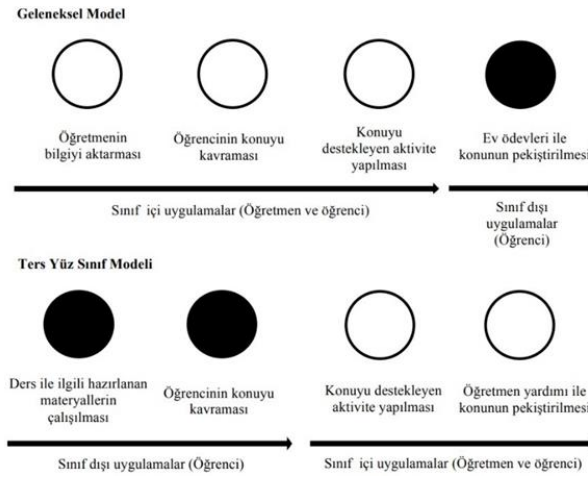 Geleneksel Model
Öğretmenin
bilgiyi aktarması
Öğrencinin konuyu
kavraması
Konuyu
destekleyen aktivite
yapılması
Ev ödevleri ile
konunun pekiştirilmesi
Sınıf içi uygulamalar (Öğretmen ve öğrenci)
Sınıf dışı
uygulamalar
(Öğrenci)
Ters Yüz Sınıf Modeli
Ders ile ilgili hazırlanan
materyallerin
çalışılması
Öğrencinin konuyu
kavraması
Konuyu destekleyen
aktivite yapılması
Öğretmen yardımı ile
konunun pekiştirilmesi
Sınıf dışı uygulamalar (Öğrenci)
Sınıf içi uygulamalar (Öğretmen ve öğrenci)